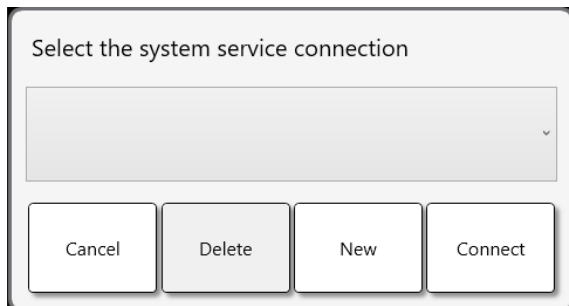 Select the system service connection
Cancel
Delete
New
Connect